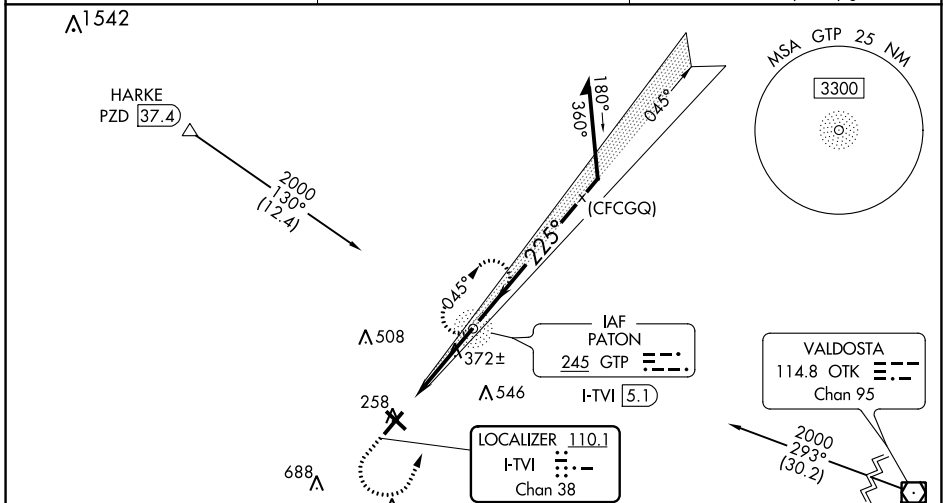 1542
MSA GTP 25 NM
3300
HARKE
PZD 37.4
180°
360°
045°
2000
130°
(12.4)
(CFCGQ)
225°
045°
508
372±
IAF
PATON
245 GTP
I-TVI 5.1
546
VALDOSTA
114.8 OTK
Chan 95
258
LOCALIZER 110.1
I-TVI
Chan 38
2000
293°
(30.2)
688